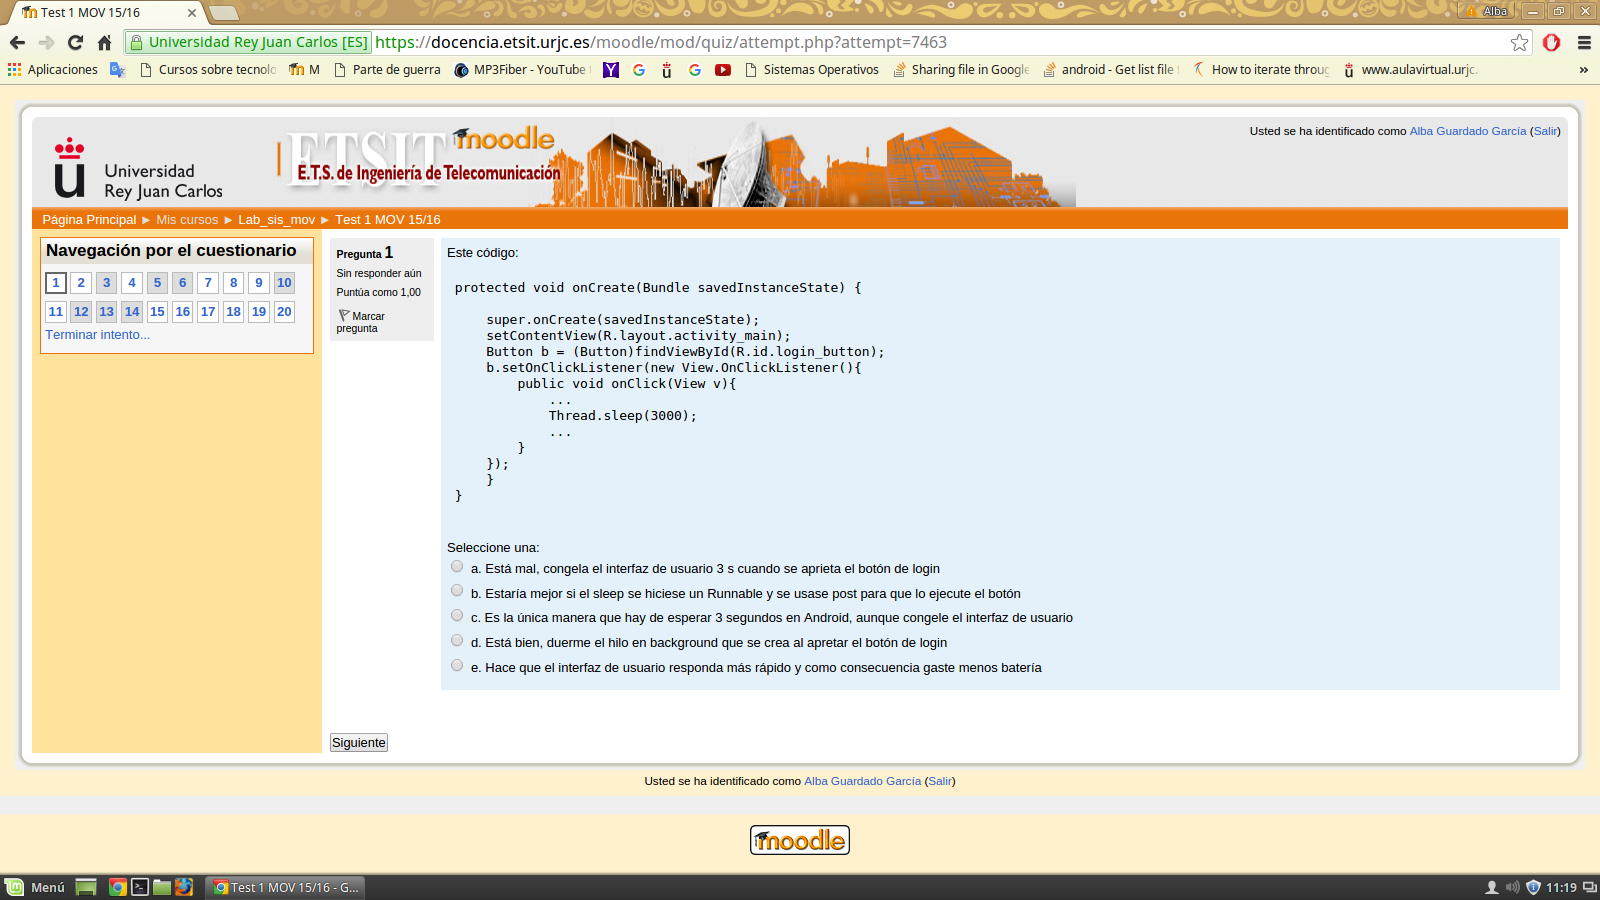 Test 1 MOV 15/16
Alba
Universidad Rey Juan Carlos [ES] https://docencia.etsit.urjc.es/moodle/mod/quiz/attempt.php?attempt=7463
Aplicaciones Cursos sobre tecnolo M Parte de guerra MP3Fiber - YouTube Sistemas Operativos Sharing file in Google android - Get list file How to iterate throug www.aulavirtual.urjc.
Usted se ha identificado como Alba Guardado García (Salir)
Universidad
Rey Juan Carlos
ETSIT moodle
E.T.S. de Ingeniería de Telecomunicación
Página Principal ► Mis cursos ► Lab_sis_mov ► Test 1 MOV 15/16
Navegación por el cuestionario
1 2 3 4 5 6 7 8 9 10
11 12 13 14 15 16 17 18 19 20
Terminar intento...
Pregunta 1
Sin responder aún
Puntúa como 1,00
Marcar
pregunta
Este código:
protected void onCreate(Bundle savedInstanceState) {
super.onCreate(savedInstanceState);
setContentView(R.layout.activity_main);
Button b = (Button)findViewById(R.id.login_button);
b.setOnClickListener(new View.OnClickListener(){
public void onClick(View v){
...
Thread.sleep(3000);
...
}
});
}
}
Seleccione una:
a. Está mal, congela el interfaz de usuario 3 s cuando se aprieta el botón de login
b. Estaría mejor si el sleep se hiciese un Runnable y se usase post para que lo ejecute el botón
c. Es la única manera que hay de esperar 3 segundos en Android, aunque congele el interfaz de usuario
d. Está bien, duerme el hilo en background que se crea al apretar el botón de login
e. Hace que el interfaz de usuario responda más rápido y como consecuencia gaste menos batería
Siguiente
Usted se ha identificado como Alba Guardado García (Salir)
moodle
Menú Test 1 MOV 15/16 - G... 11:19